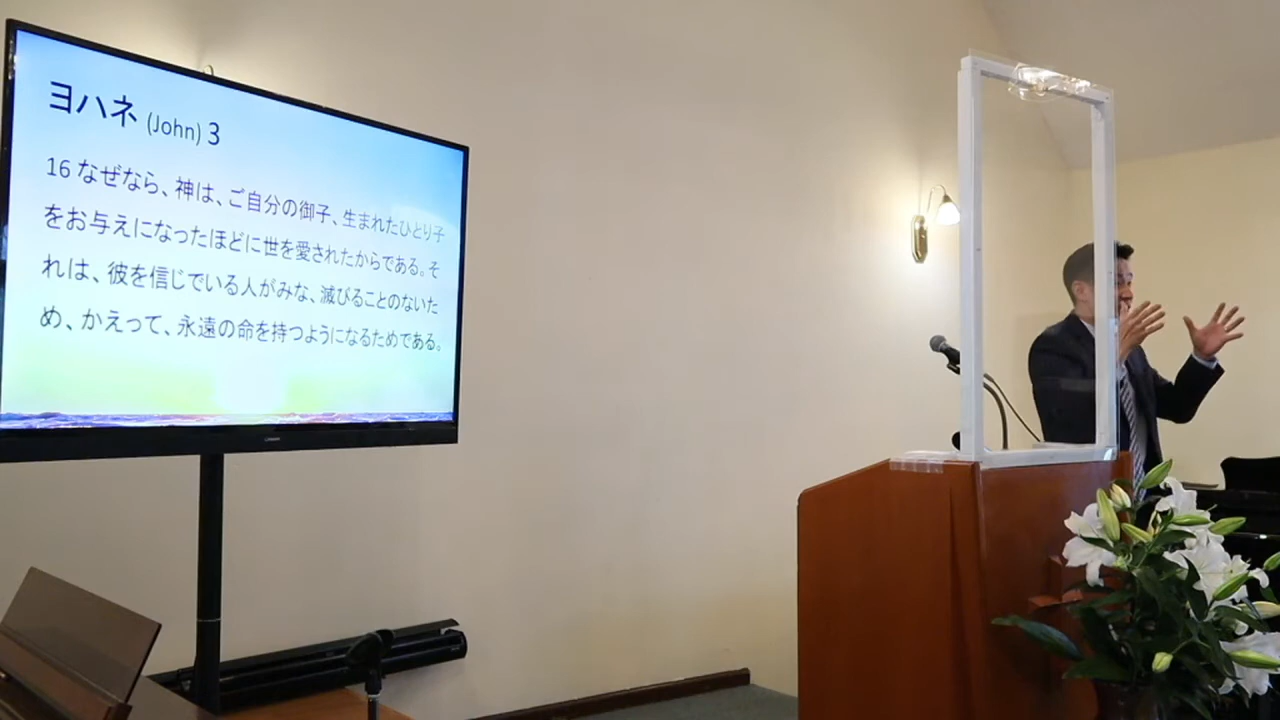 ヨハネ (John) 3
16 なぜなら、神は、ご自分の御子、生まれたひとり子
をお与えになったほどに世を愛されたからである。そ
れは、彼を信じている人がみな、滅びることのないた
め、かえって、永遠の命を持つようになるためである。